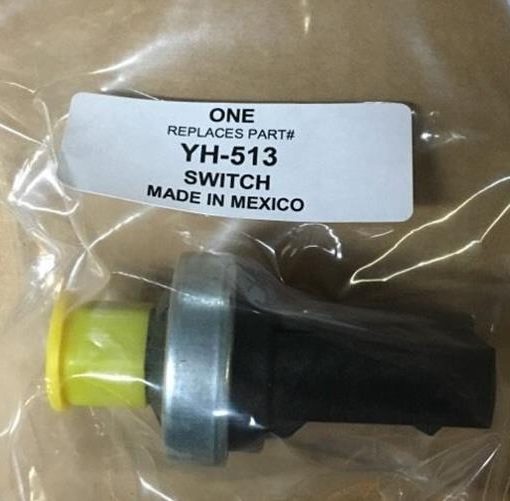 ONE
REPLACES PART#
YH-513
SWITCH
MADE IN MEXICO